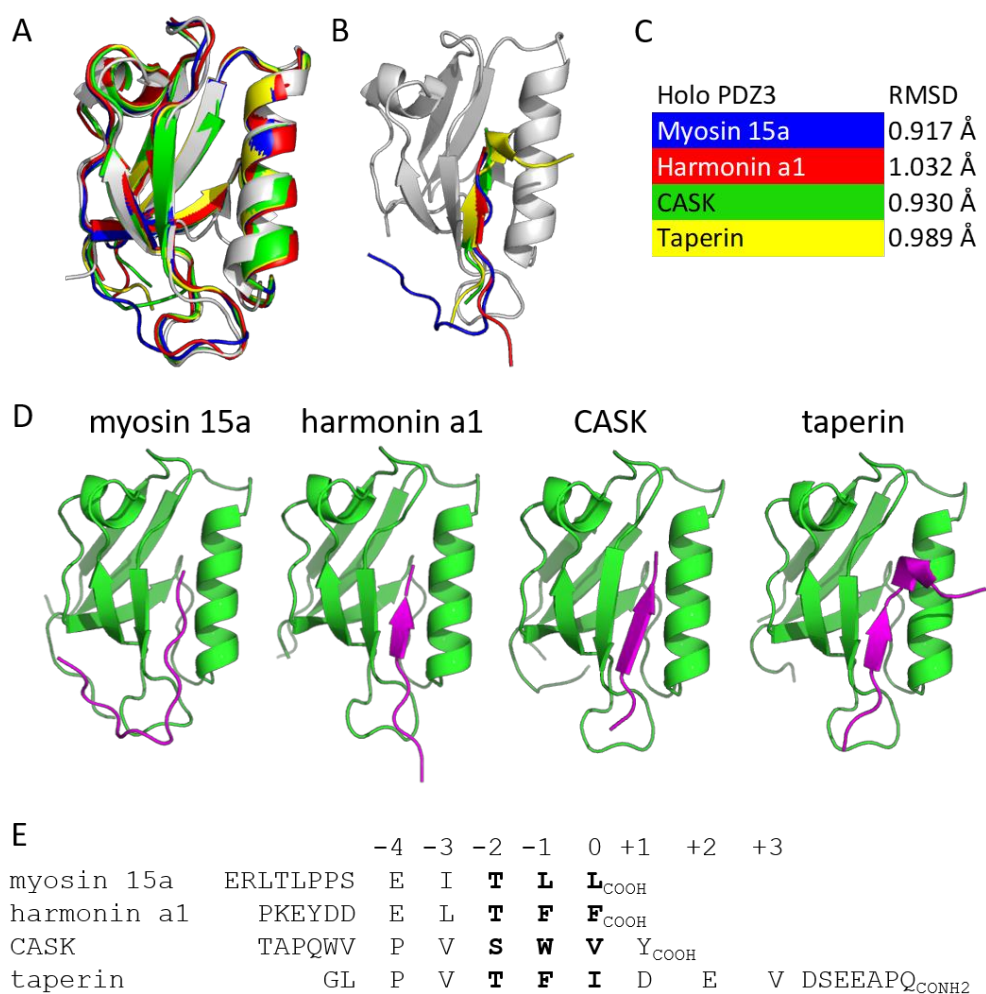 A B C
Holo PDZ3 RMSD
Myosin 15a 0.917 Å
Harmonin a1 1.032 Å
CASK 0.930 Å
Taperin 0.989 Å
D myosin 15a harmonin a1 CASK taperin
E
−4 −3 −2 −1 0 +1 +2 +3
myosin 15a ERLTLPPS E I T L LCOOH
harmonin a1 PKEYDD E L T F FCOOH
CASK TAPQWV P V S W V YCOOH
taperin GL P V T F I D E V DSEEAPQCONH2